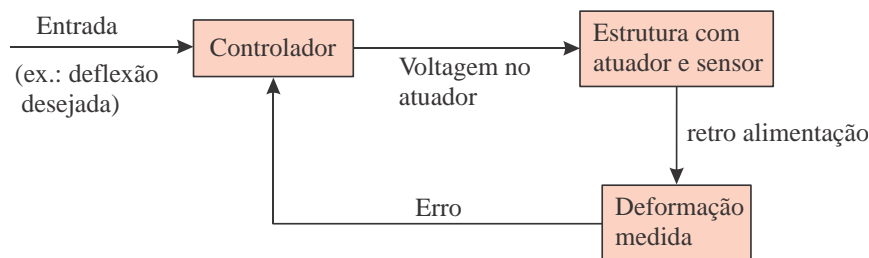 Entrada
(ex.: deflexão
desejada)
Controlador
Voltagem no
atuador
Estrutura com
atuador e sensor
retro alimentação
Deformação
medida
Erro